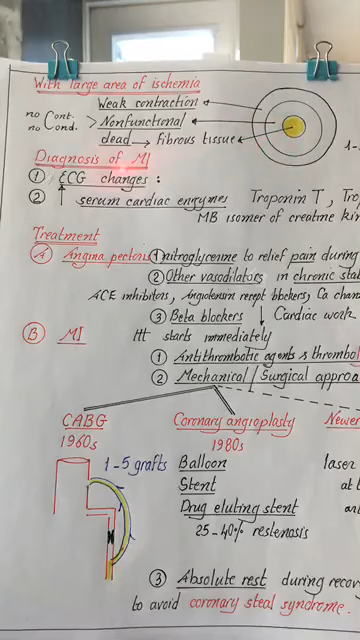 With large area of ischemia
Weak contraction
no Cont.
no Cond. > Nonfunctional
dead → Fibrous tissue
Diagnosis of MI
① ECG changes :
② ↑ serum cardiac enzymes Troponin T,
MB isomer of creatine
Treatment
Ⓐ Angina pectoris ① nitroglycerine to relief pain during
② Other vasodilators in chronic
ACE inhibitors, Angiotensin recept blockers, Ca
③ Beta blockers ↓ Cardiac work
Ⓑ MI ttt starts immediately
① Antithrombotic agents &
② Mechanical / Surgical
CABG Coronary angioplasty Newer
1960s 1980s
1-5 grafts Balloon laser
Stent at
Drug eluting stent
25-40% restenosis
③ Absolute rest during
to avoid coronary steal syndrome.